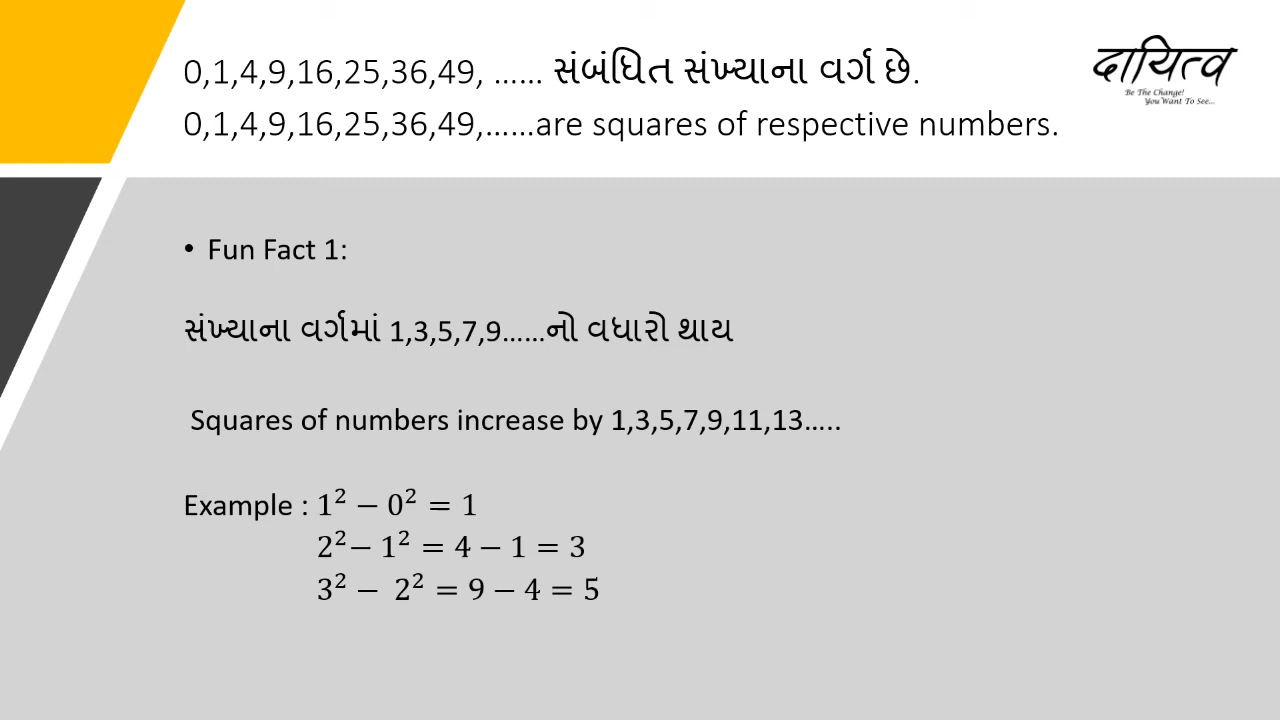 0,1,4,9,16,25,36,49, ...... સંબંધિત સંખ્યાના વર્ગ છે.
0,1,4,9,16,25,36,49,......are squares of respective numbers.
दायित्व
Be The Change!
You Want To See...
• Fun Fact 1:
સંખ્યાના વર્ગમાં 1,3,5,7,9......નો વધારો થાય
Squares of numbers increase by 1,3,5,7,9,11,13.....
Example : 1² − 0² = 1
2² − 1² = 4 − 1 = 3
3² − 2² = 9 − 4 = 5